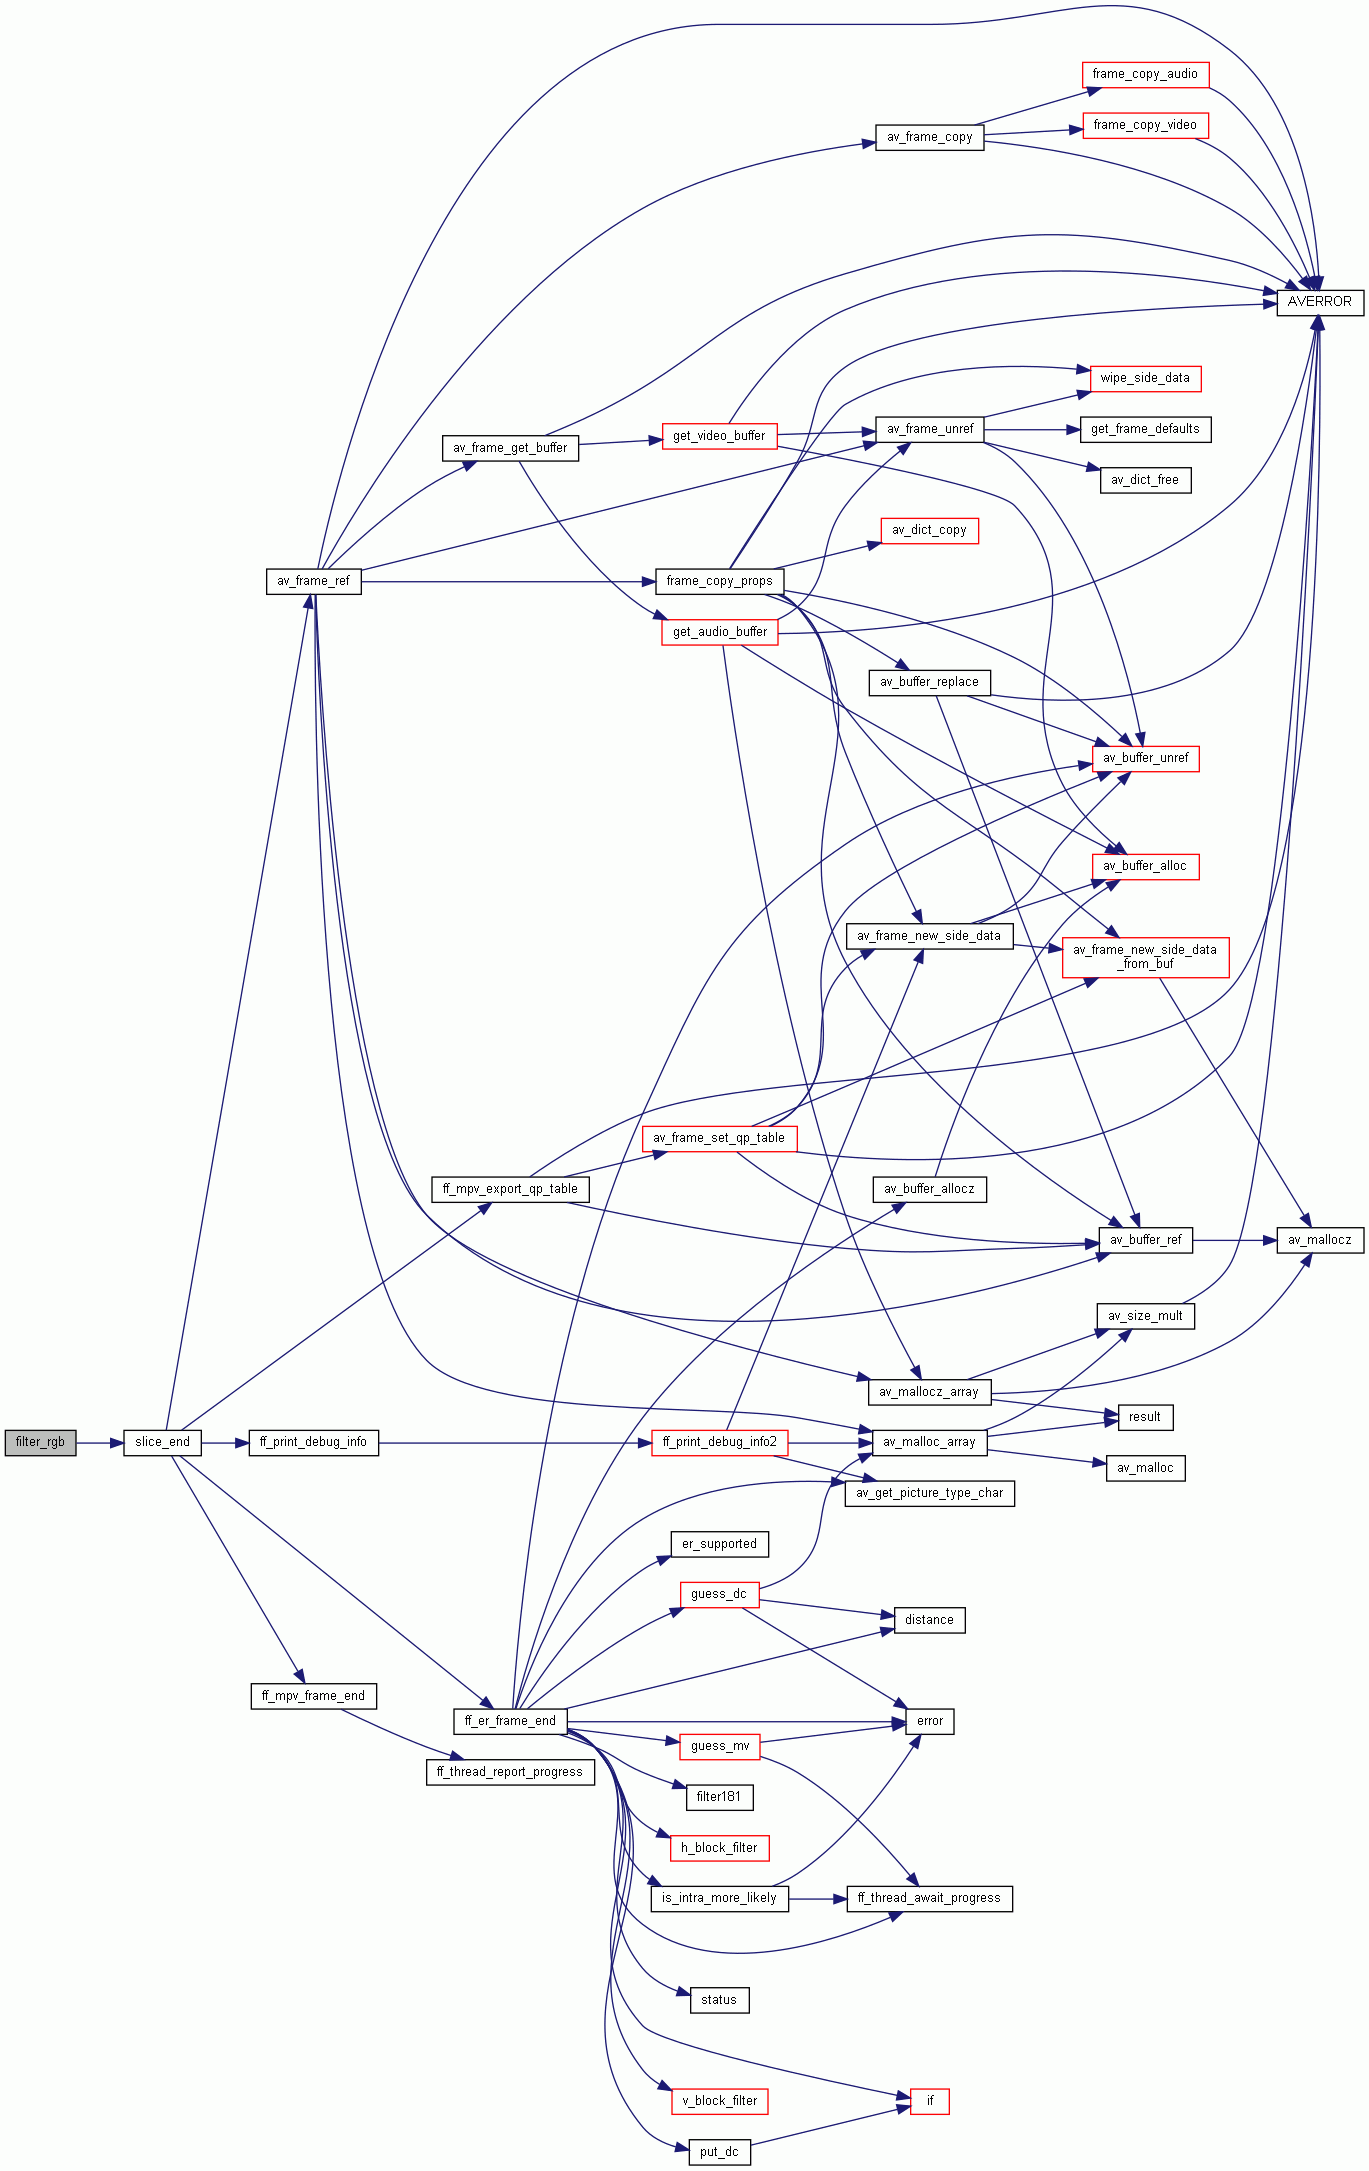 frame_copy_audio
frame_copy_video
av_frame_copy
AVERROR
wipe_side_data
get_frame_defaults
av_frame_unref
get_video_buffer
av_frame_get_buffer
av_dict_free
av_dict_copy
av_frame_ref
frame_copy_props
get_audio_buffer
av_buffer_replace
av_buffer_unref
av_buffer_alloc
av_frame_new_side_data
av_frame_new_side_data
_from_buf
av_frame_set_qp_table
ff_mpv_export_qp_table
av_buffer_allocz
av_buffer_ref
av_mallocz
av_size_mult
av_mallocz_array
result
filter_rgb
slice_end
ff_print_debug_info
ff_print_debug_info2
av_malloc_array
av_malloc
av_get_picture_type_char
er_supported
guess_dc
distance
ff_mpv_frame_end
ff_er_frame_end
error
guess_mv
ff_thread_report_progress
filter181
h_block_filter
is_intra_more_likely
ff_thread_await_progress
status
v_block_filter
if
put_dc